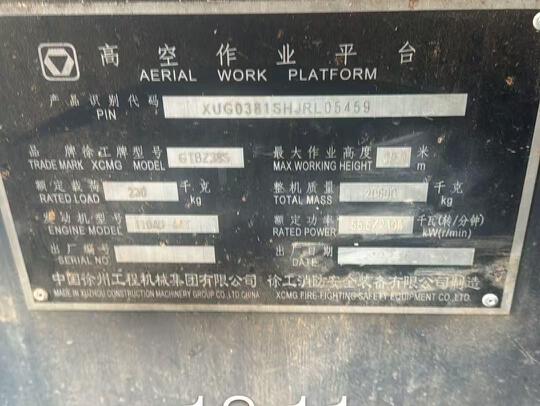 高空作业平台
AERIAL WORK PLATFORM
产品识别代码 PIN XUG0381SHJRL05459
品牌 徐工牌 型号 GTBZ38S 最大作业高度 米
TRADE MARK XCMG MODEL MAX.WORKING HEIGHT m
额定载荷 230 千克 整机质量 千克
RATED LOAD kg TOTAL MASS kg
发动机型号 额定功率 千瓦(转/分钟)
ENGINE MODEL RATED POWER kW(r/min)
出厂编号 出厂日期
SERIAL NO DATE
中国徐州工程机械集团有限公司 徐工消防安全装备有限公司制造
MADE IN XUZHOU CONSTRUCTION MACHINERY GROUP CO.,LTD.CHINA XCMG FIRE-FIGHTING SAFETY EQUIPMENT CO.,LTD.